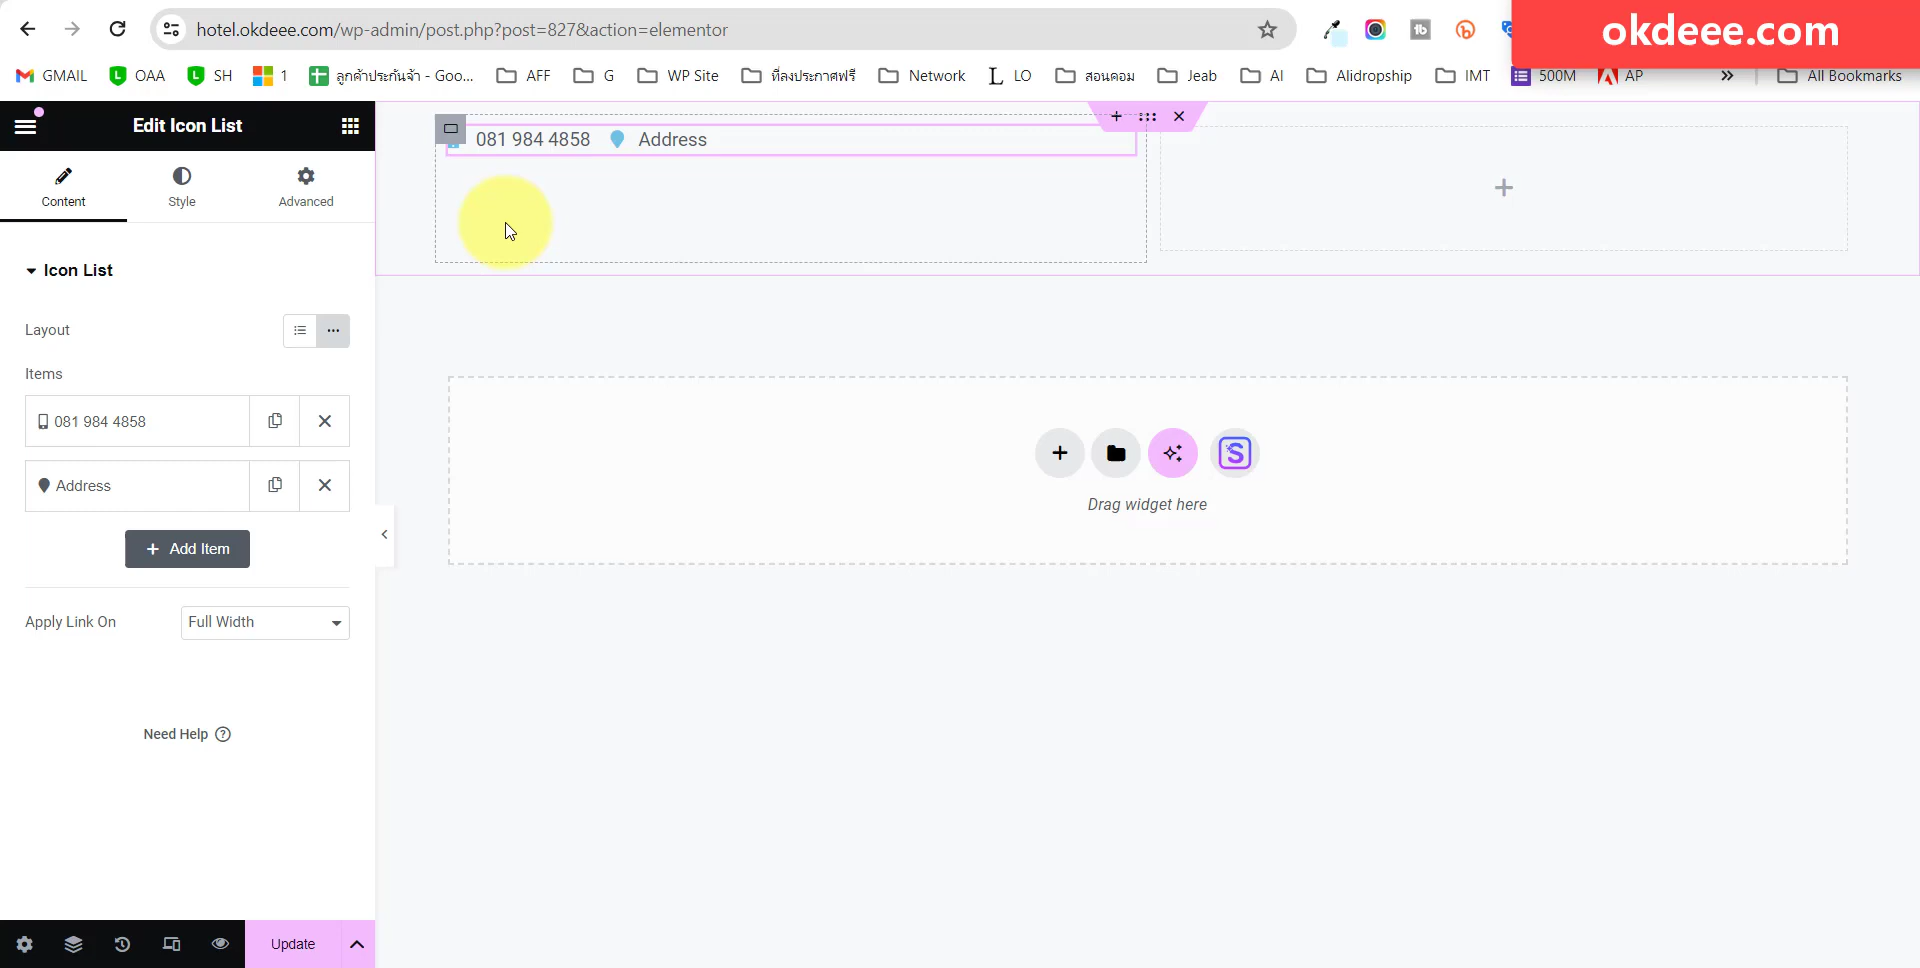 hotel.okdeee.com/wp-admin/post.php?post=827&action=elementor
okdeee.com
GMAIL
OAA
SH
1
ลูกค้าประกันจ้า - Goo...
AFF
G
WP Site
ที่ลงประกาศฟรี
Network
LO
สอนคอม
Jeab
AI
Alidropship
IMT
500M
AP
All Bookmarks
Edit Icon List
Content
Style
Advanced
Icon List
Layout
Items
081 984 4858
Address
+ Add Item
Apply Link On
Full Width
Need Help
Update
081 984 4858
Address
Drag widget here